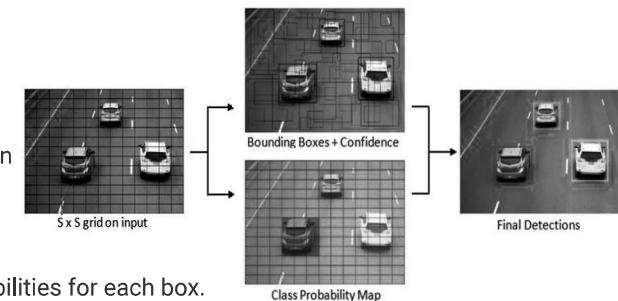 Bounding Boxes + Confidence
n
S x S grid on input
Final Detections
bilities for each box.
Class Probability Map